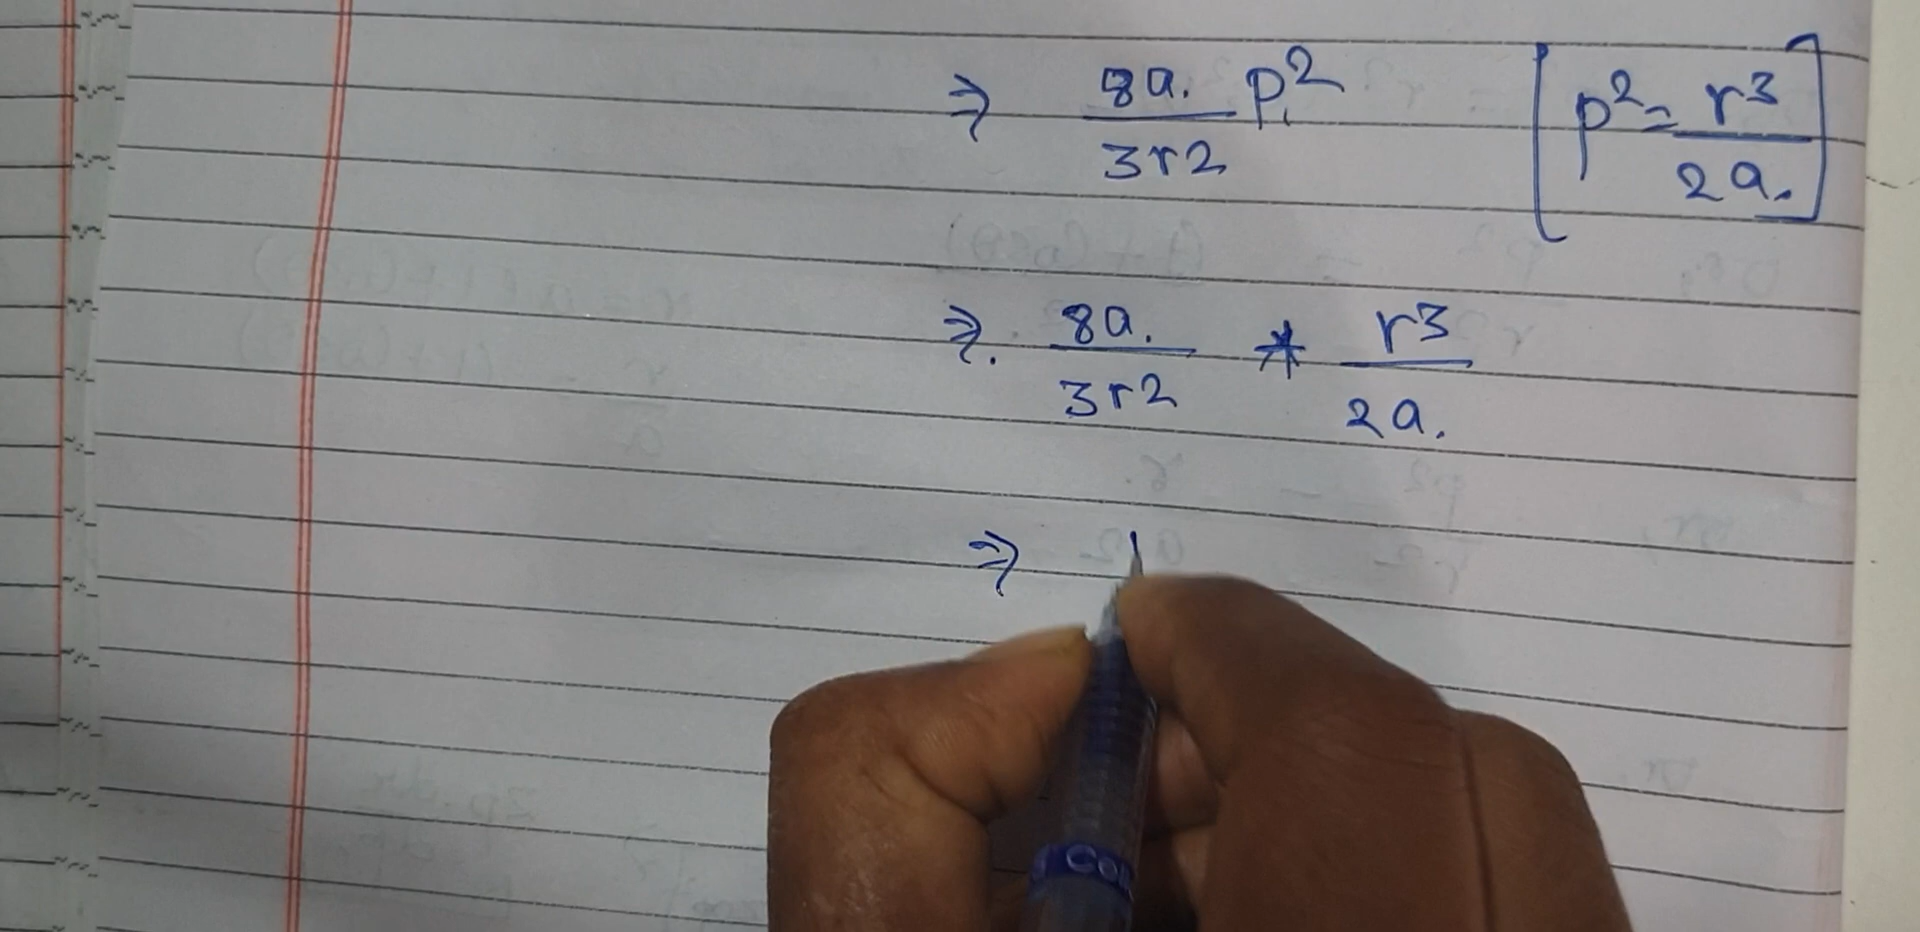 ⇒ 8a. / 3r2 p² [p² = r³ / 2a.]
⇒. 8a. / 3r2 * r³ / 2a.
⇒